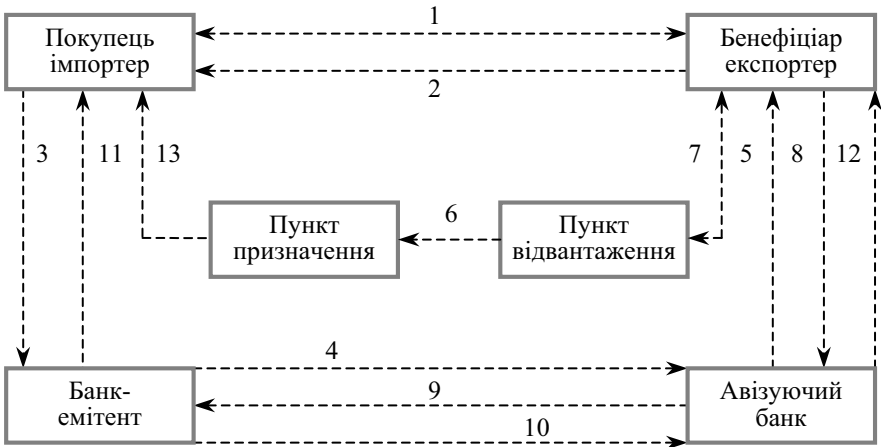 1
Покупець
імпортер
Бенефіціар
експортер
2
3
11
13
7
5
8
12
6
Пункт
призначення
Пункт
відвантаження
4
Банк-
емітент
9
Авізуючий
банк
10